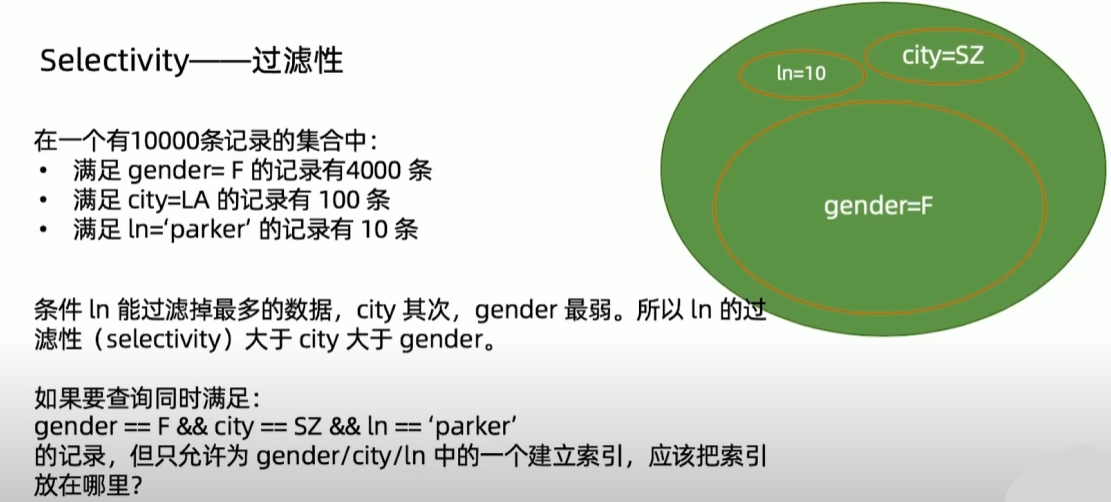 Selectivity——过滤性
ln=10
city=SZ
gender=F
在一个有10000条记录的集合中：
• 满足 gender= F 的记录有4000 条
• 满足 city=LA 的记录有 100 条
• 满足 ln=‘parker’ 的记录有 10 条
条件 ln 能过滤掉最多的数据，city 其次，gender 最弱。所以 ln 的过
滤性（selectivity）大于 city 大于 gender。
如果要查询同时满足：
gender == F && city == SZ && ln == ‘parker’
的记录，但只允许为 gender/city/ln 中的一个建立索引，应该把索引
放在哪里？